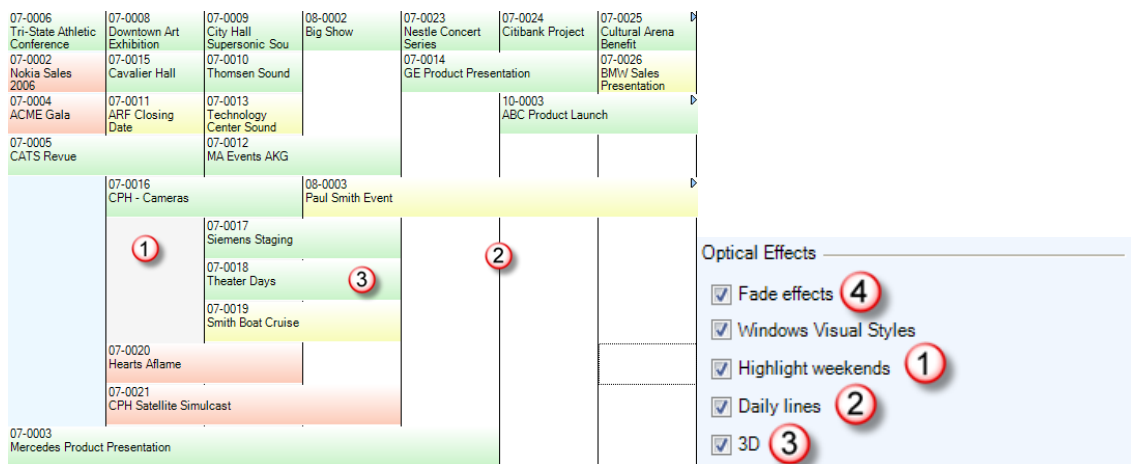 07-0006
Tri-State Athletic
Conference
07-0008
Downtown Art
Exhibition
07-0009
City Hall
Supersonic Sou
08-0002
Big Show
07-0023
Nestle Concert
Series
07-0024
Citibank Project
07-0025
Cultural Arena
Benefit
07-0002
Nokia Sales
2006
07-0015
Cavalier Hall
07-0010
Thomsen Sound
07-0014
GE Product Presentation
07-0026
BMW Sales
Presentation
07-0004
ACME Gala
07-0011
ARF Closing
Date
07-0013
Technology
Center Sound
10-0003
ABC Product Launch
07-0005
CATS Revue
07-0012
MA Events AKG
07-0016
CPH - Cameras
08-0003
Paul Smith Event
1
07-0017
Siemens Staging
2
07-0018
Theater Days
3
07-0019
Smith Boat Cruise
07-0020
Hearts Aflame
07-0021
CPH Satellite Simulcast
07-0003
Mercedes Product Presentation
Optical Effects
Fade effects 4
Windows Visual Styles
Highlight weekends 1
Daily lines 2
3D 3